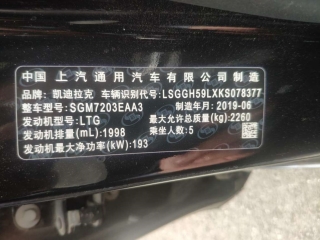 中国 上汽通用汽车有限公司制造
品牌: 凯迪拉克 车辆识别代号: LSGGH59LXKS078377
整车型号: SGM7203EAA3 制造年月: 2019-06
发动机型号: LTG 最大允许总质量(kg): 2260
发动机排量(mL): 1998 乘坐人数: 5
发动机最大净功率(kW): 193